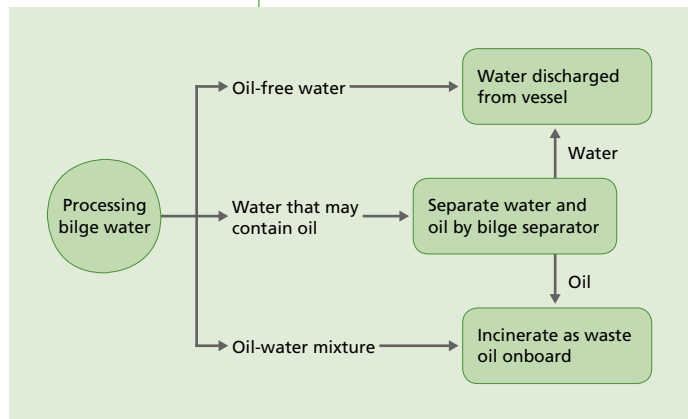 Oil-free water
Water discharged
from vessel
Water
Processing
bilge water
Water that may
contain oil
Separate water and
oil by bilge separator
Oil
Oil-water mixture
Incinerate as waste
oil onboard